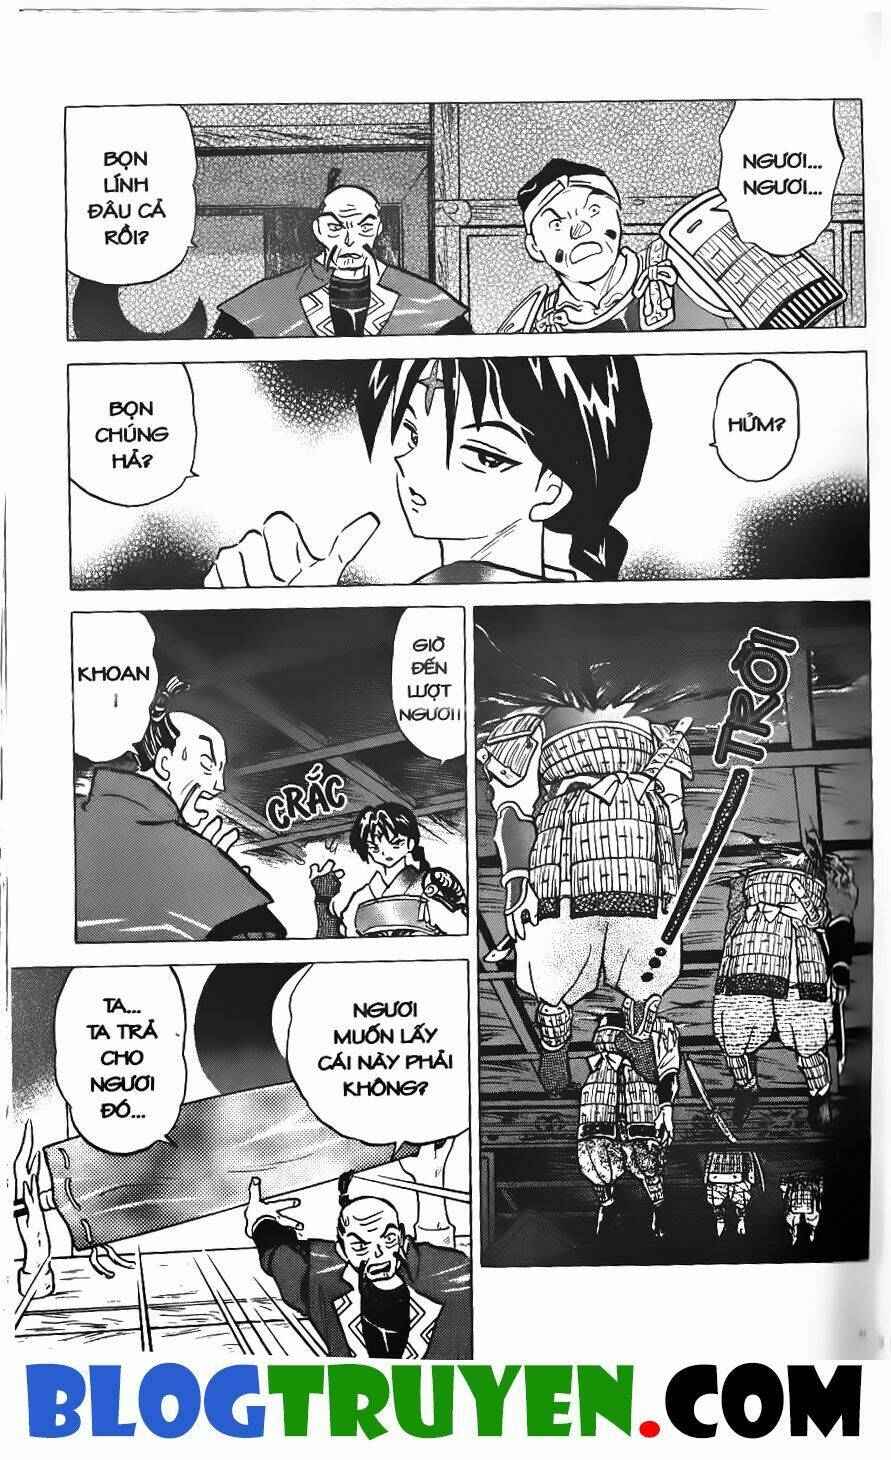 NGƯƠI...
NGƯƠI...
BỌN
LÍNH
ĐÂU CẢ
RỒI?
HỬM?
BỌN
CHÚNG
HẢ?
GIỜ
ĐẾN
LƯỢT
NGƯƠI!
KHOAN
!
CRẮC
TRỜI
NGƯƠI
MUỐN LẤY
CÁI NÀY PHẢI
KHÔNG?
TA...
TA TRẢ
CHO
NGƯƠI
ĐÓ...
BLOGTRUYEN.COM